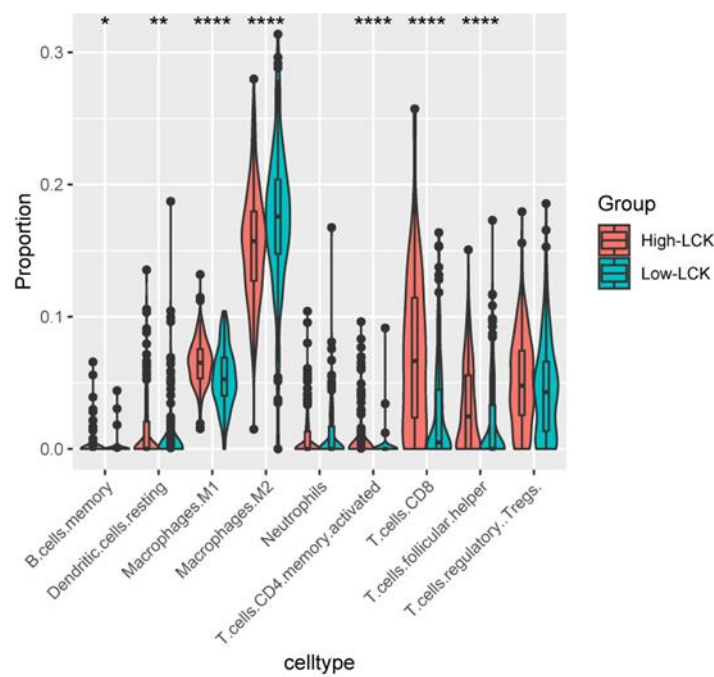 * ** **** **** **** **** ****
0.3
0.2
0.1
0.0
Proportion
B.cells.memory
Dendritic.cells.resting
Macrophages.M1
Macrophages.M2
Neutrophils
T.cells.CD4.memory.activated
T.cells.CD8
T.cells.follicular.helper
T.cells.regulatory..Tregs.
celltype
Group
High-LCK
Low-LCK